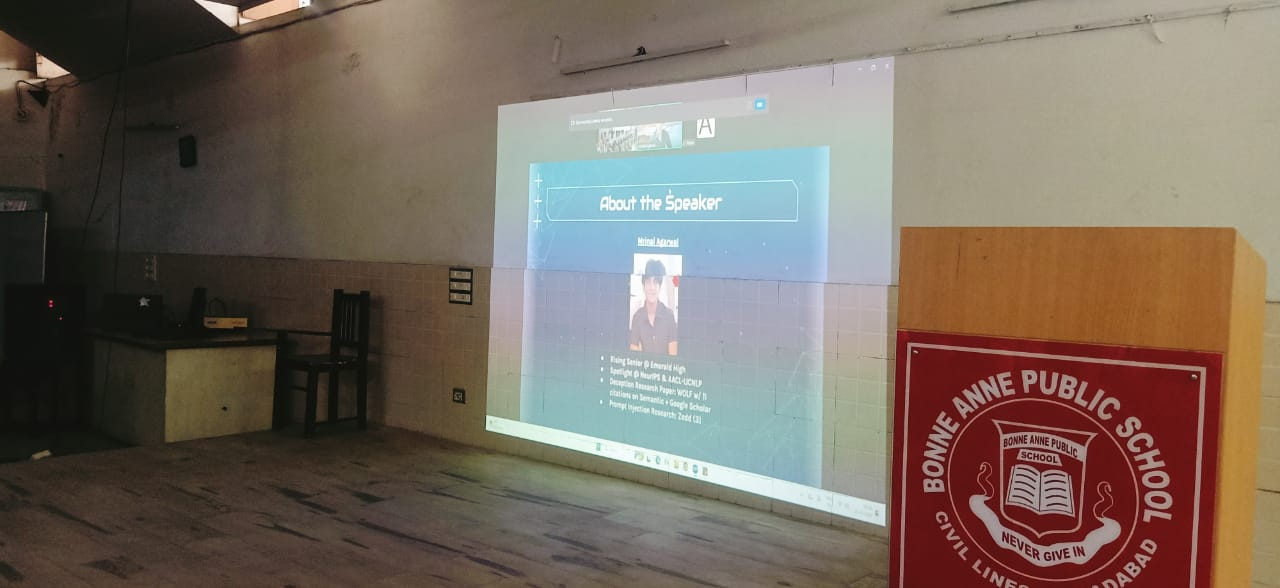 About the Speaker
Mrinal Agarwal
Rising Senior @ Emerald High
Spotlight @ NeurIPS & AACL-IJCNLP
Deception Research Paper: WOLF w/ 11
citations on Semantic + Google Scholar
Prompt Injection Research: Zedd (3)
A
BONNE ANNE PUBLIC SCHOOL
BONNE ANNE PUBLIC
SCHOOL
NEVER GIVE IN
CIVIL LINES